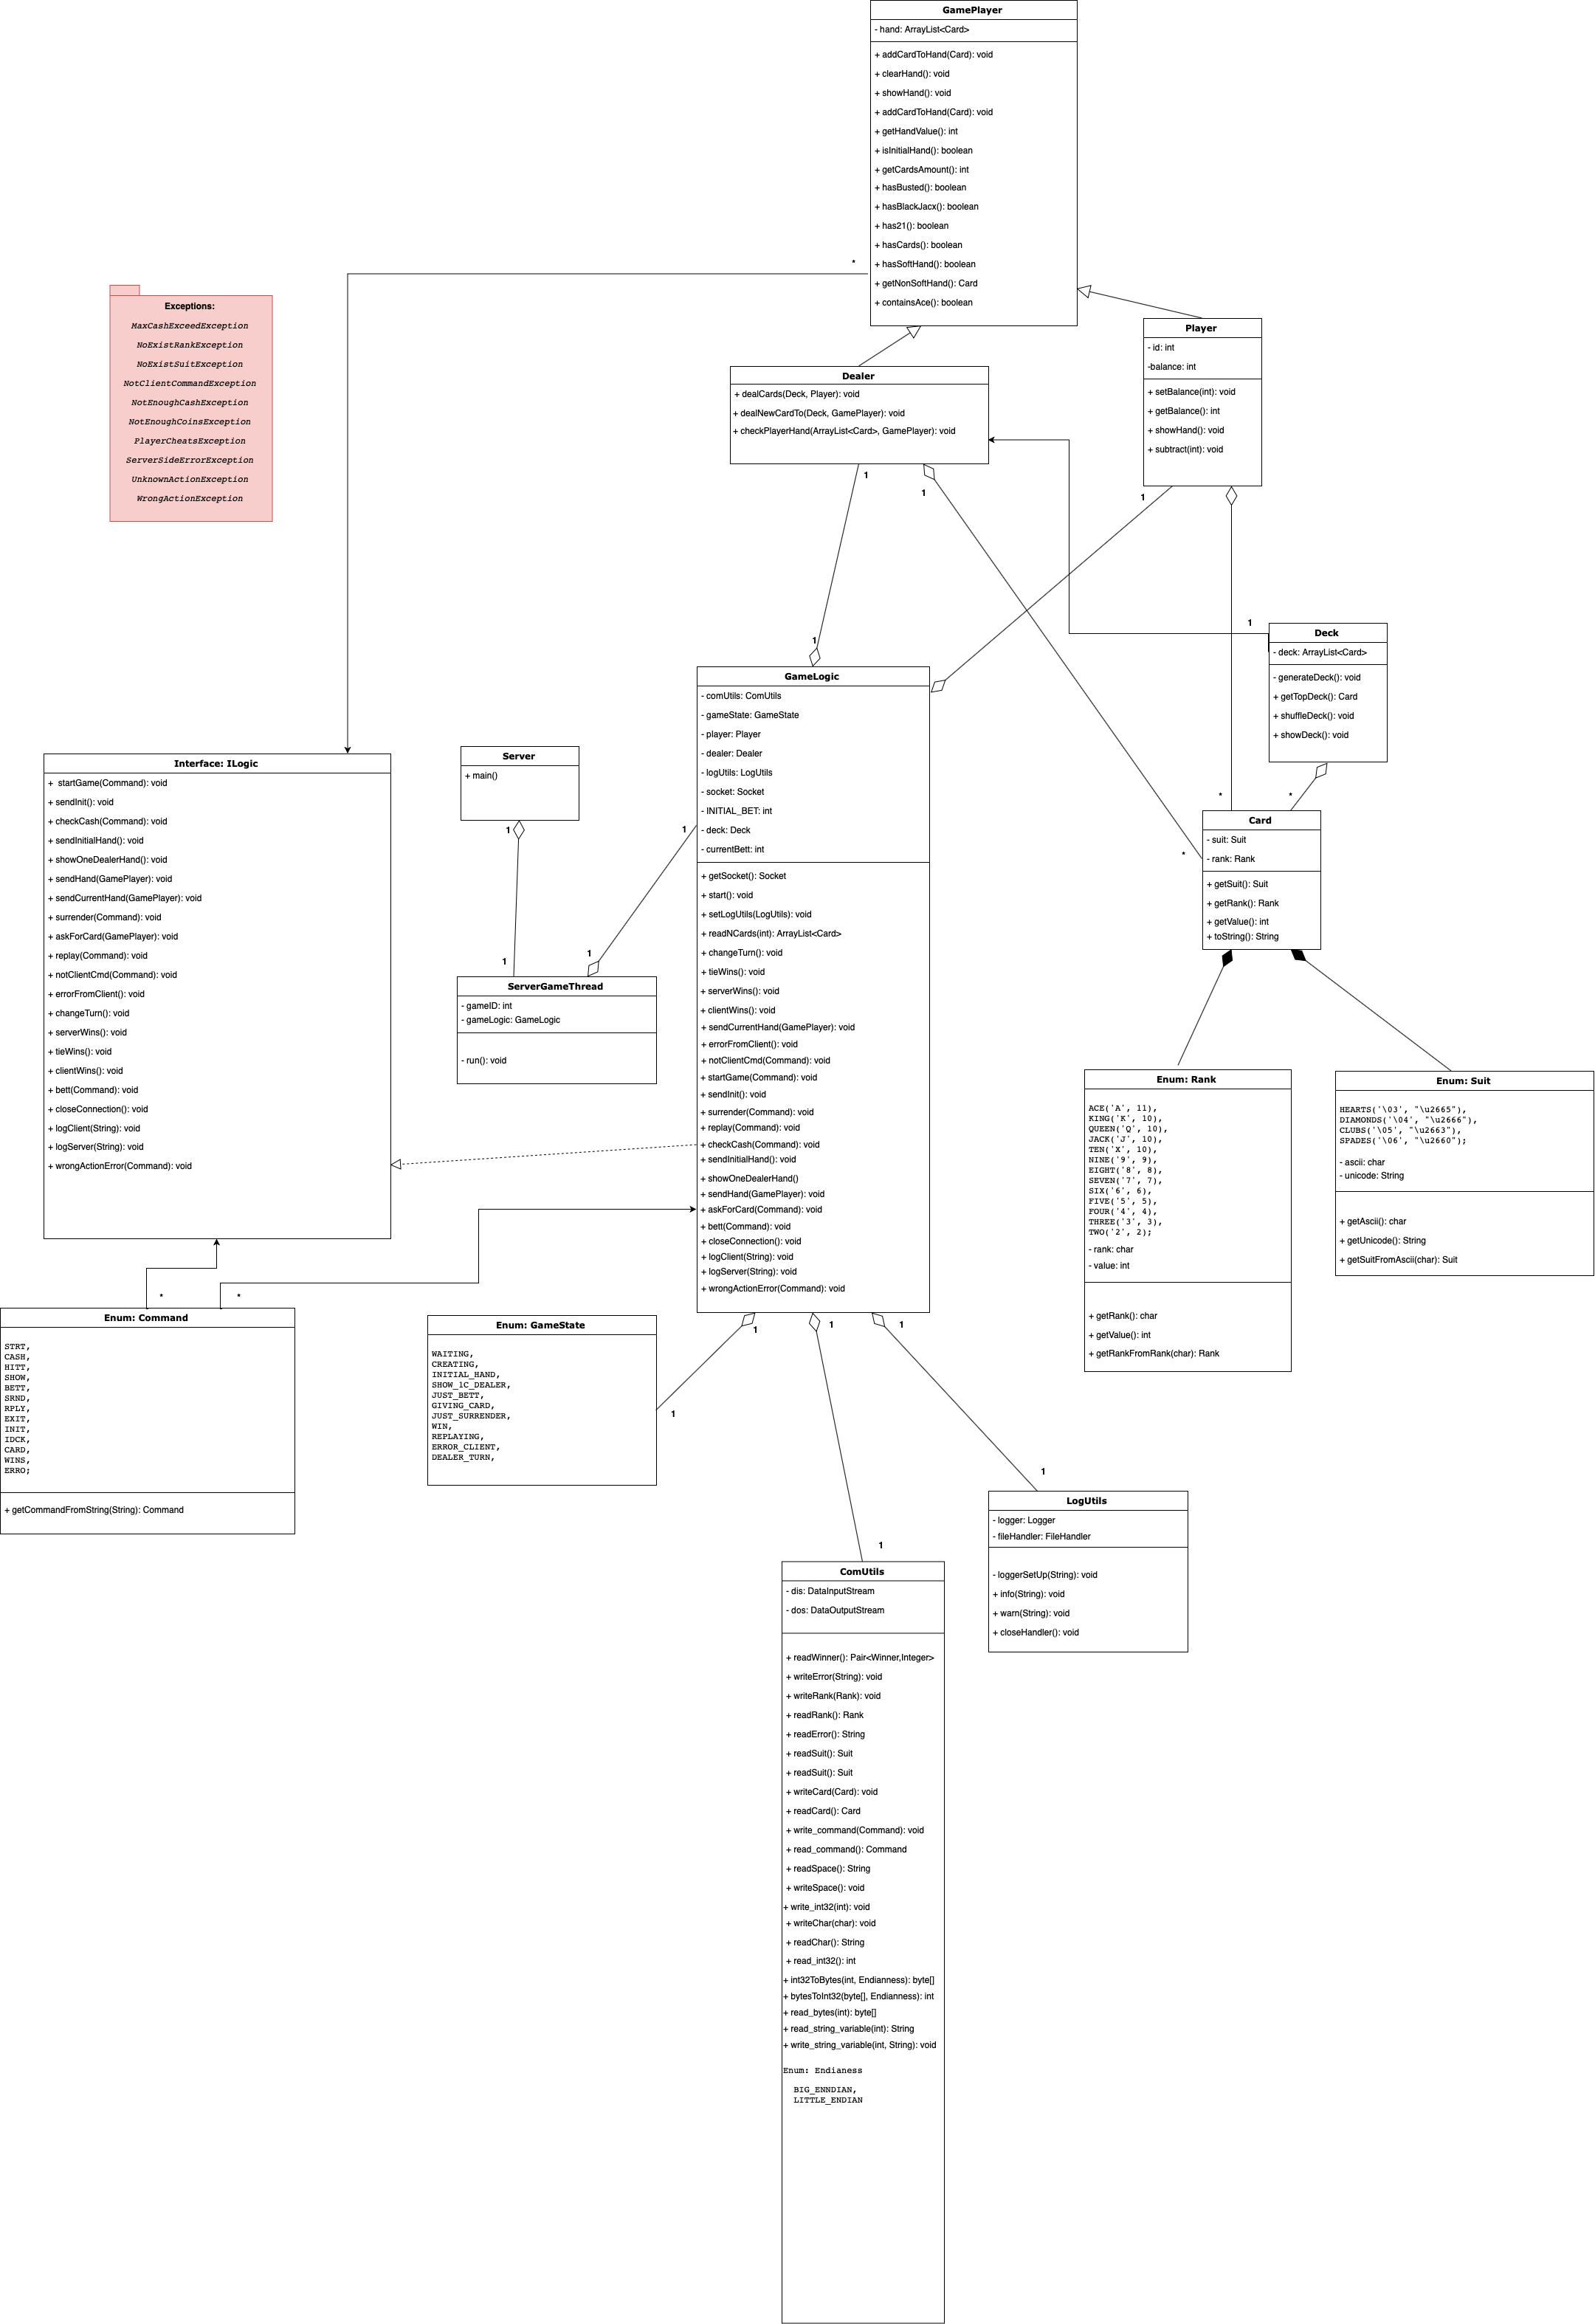 GamePlayer
- hand: ArrayList<Card>
+ addCardToHand(Card): void
+ clearHand(): void
+ showHand(): void
+ addCardToHand(Card): void
+ getHandValue(): int
+ isInitialHand(): boolean
+ getCardsAmount(): int
+ hasBusted(): boolean
+ hasBlackJacx(): boolean
+ has21(): boolean
+ hasCards(): boolean
+ hasSoftHand(): boolean
+ getNonSoftHand(): Card
+ containsAce(): boolean
*
Exceptions:
MaxCashExceedException
NoExistRankException
NoExistSuitException
NotClientCommandException
NotEnoughCashException
NotEnoughCoinsException
PlayerCheatsException
ServerSideErrorException
UnknownActionException
WrongActionException
Player
- id: int
-balance: int
+ setBalance(int): void
+ getBalance(): int
+ showHand(): void
+ subtract(int): void
1
Dealer
+ dealCards(Deck, Player): void
+ dealNewCardTo(Deck, GamePlayer): void
+ checkPlayerHand(ArrayList<Card>, GamePlayer): void
1
1
1
1
Deck
- deck: ArrayList<Card>
- generateDeck(): void
+ getTopDeck(): Card
+ shuffleDeck(): void
+ showDeck(): void
*
*
*
Card
- suit: Suit
- rank: Rank
+ getSuit(): Suit
+ getRank(): Rank
+ getValue(): int
+ toString(): String
GameLogic
- comUtils: ComUtils
- gameState: GameState
- player: Player
- dealer: Dealer
- logUtils: LogUtils
- socket: Socket
- INITIAL_BET: int
- deck: Deck
- currentBett: int
+ getSocket(): Socket
+ start(): void
+ setLogUtils(LogUtils): void
+ readNCards(int): ArrayList<Card>
+ changeTurn(): void
+ tieWins(): void
+ serverWins(): void
+ clientWins(): void
+ sendCurrentHand(GamePlayer): void
+ errorFromClient(): void
+ notClientCmd(Command): void
+ startGame(Command): void
+ sendInit(): void
+ surrender(Command): void
+ replay(Command): void
+ checkCash(Command): void
+ sendInitialHand(): void
+ showOneDealerHand()
+ sendHand(GamePlayer): void
+ askForCard(Command): void
+ bett(Command): void
+ closeConnection(): void
+ logClient(String): void
+ logServer(String): void
+ wrongActionError(Command): void
Server
+ main()
1
1
1
1
ServerGameThread
- gameID: int
- gameLogic: GameLogic
- run(): void
Interface: ILogic
+  startGame(Command): void
+ sendInit(): void
+ checkCash(Command): void
+ sendInitialHand(): void
+ showOneDealerHand(): void
+ sendHand(GamePlayer): void
+ sendCurrentHand(GamePlayer): void
+ surrender(Command): void
+ askForCard(GamePlayer): void
+ replay(Command): void
+ notClientCmd(Command): void
+ errorFromClient(): void
+ changeTurn(): void
+ serverWins(): void
+ tieWins(): void
+ clientWins(): void
+ bett(Command): void
+ closeConnection(): void
+ logClient(String): void
+ logServer(String): void
+ wrongActionError(Command): void
*
*
Enum: Rank
ACE('A', 11),
KING('K', 10),
QUEEN('Q', 10),
JACK('J', 10),
TEN('X', 10),
NINE('9', 9),
EIGHT('8', 8),
SEVEN('7', 7),
SIX('6', 6),
FIVE('5', 5),
FOUR('4', 4),
THREE('3', 3),
TWO('2', 2);
- rank: char
- value: int
+ getRank(): char
+ getValue(): int
+ getRankFromRank(char): Rank
Enum: Suit
HEARTS('\03', "\u2665"),
DIAMONDS('\04', "\u2666"),
CLUBS('\05', "\u2663"),
SPADES('\06', "\u2660");
- ascii: char
- unicode: String
+ getAscii(): char
+ getUnicode(): String
+ getSuitFromAscii(char): Suit
Enum: Command
STRT,
CASH,
HITT,
SHOW,
BETT,
SRND,
RPLY,
EXIT,
INIT,
IDCK,
CARD,
WINS,
ERRO;
+ getCommandFromString(String): Command
Enum: GameState
WAITING,
CREATING,
INITIAL_HAND,
SHOW_1C_DEALER,
JUST_BETT,
GIVING_CARD,
JUST_SURRENDER,
WIN,
REPLAYING,
ERROR_CLIENT,
DEALER_TURN,
1
1
1
1
1
1
LogUtils
- logger: Logger
- fileHandler: FileHandler
- loggerSetUp(String): void
+ info(String): void
+ warn(String): void
+ closeHandler(): void
ComUtils
- dis: DataInputStream
- dos: DataOutputStream
+ readWinner(): Pair<Winner,Integer>
+ writeError(String): void
+ writeRank(Rank): void
+ readRank(): Rank
+ readError(): String
+ readSuit(): Suit
+ readSuit(): Suit
+ writeCard(Card): void
+ readCard(): Card
+ write_command(Command): void
+ read_command(): Command
+ readSpace(): String
+ writeSpace(): void
+ write_int32(int): void
+ writeChar(char): void
+ readChar(): String
+ read_int32(): int
+ int32ToBytes(int, Endianness): byte[]
+ bytesToInt32(byte[], Endianness): int
+ read_bytes(int): byte[]
+ read_string_variable(int): String
+ write_string_variable(int, String): void
Enum: Endianess
BIG_ENNDIAN,
LITTLE_ENDIAN